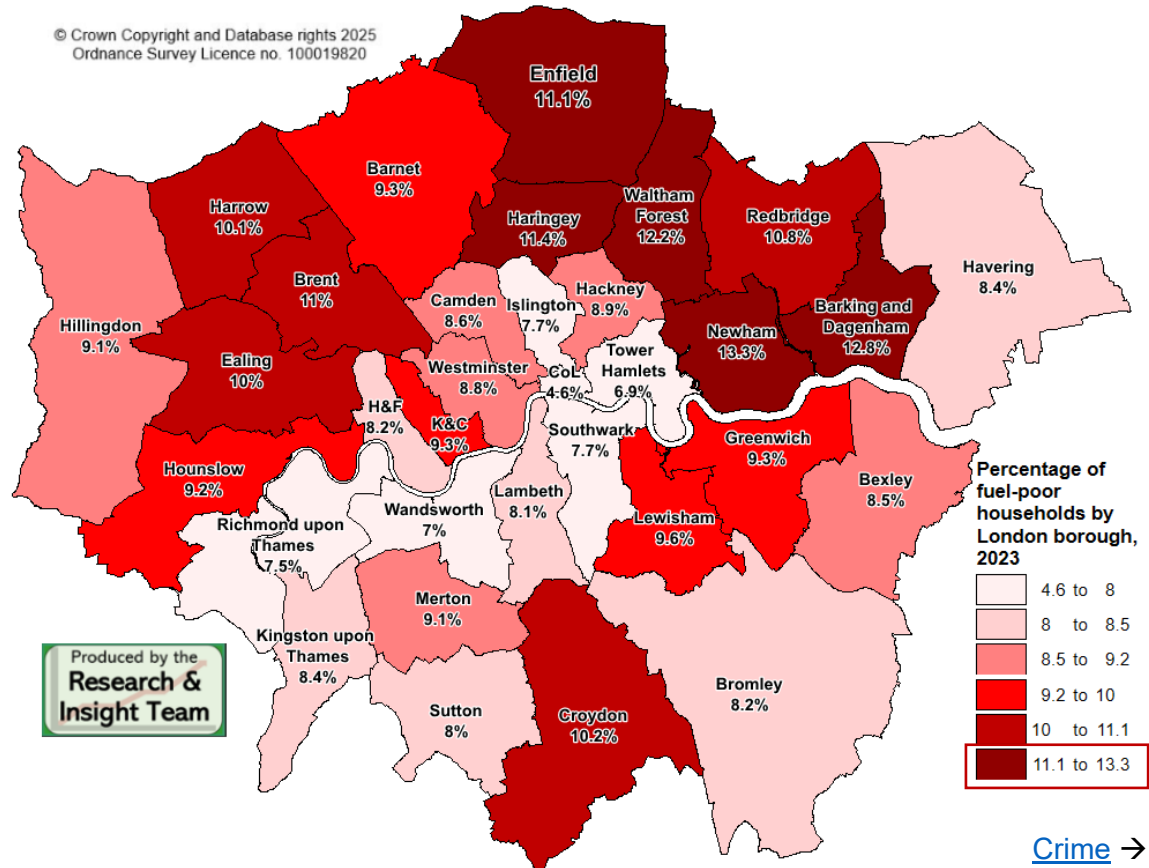 © Crown Copyright and Database rights 2025
Ordnance Survey Licence no. 100019820
Enfield
11.1%
Barnet
9.3%
Harrow
10.1%
Haringey
11.4%
Waltham
Forest
12.2%
Redbridge
10.8%
Havering
8.4%
Brent
11%
Hillingdon
9.1%
Camden
8.6%
Islington
7.7%
Hackney
8.9%
Barking and
Dagenham
12.8%
Newham
13.3%
Ealing
10%
Westminster
8.8%
CoL
4.6%
Tower
Hamlets
6.9%
H&F
8.2%
K&C
9.3%
Southwark
7.7%
Greenwich
9.3%
Hounslow
9.2%
Bexley
8.5%
Lambeth
8.1%
Wandsworth
7%
Richmond upon
Thames
7.5%
Lewisham
9.6%
Merton
9.1%
Kingston upon
Thames
8.4%
Sutton
8%
Croydon
10.2%
Bromley
8.2%
Percentage of
fuel-poor
households by
London borough,
2023
4.6 to 8
8 to 8.5
8.5 to 9.2
9.2 to 10
10 to 11.1
11.1 to 13.3
Produced by the
Research &
Insight Team
Crime →